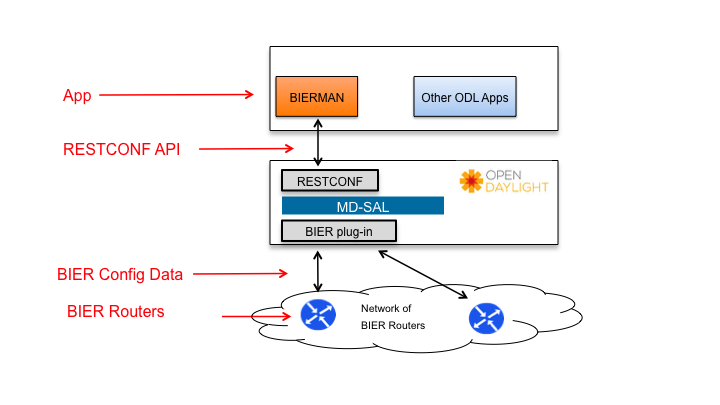 BIERMAN
Other ODL Apps
App
RESTCONF API
RESTCONF
OPEN
DAYLIGHT
MD-SAL
BIER plug-in
BIER Config Data
BIER Routers
Network of
BIER Routers